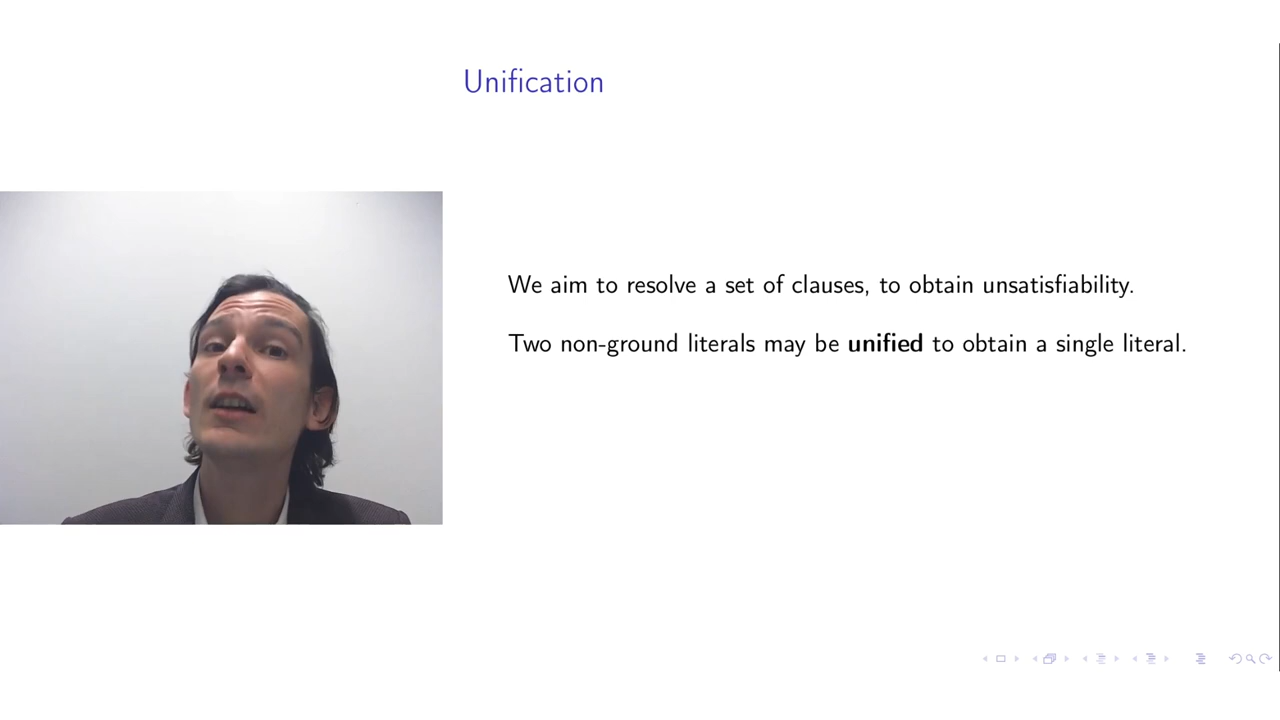 Unification
We aim to resolve a set of clauses, to obtain unsatisfiability.
Two non-ground literals may be unified to obtain a single literal.